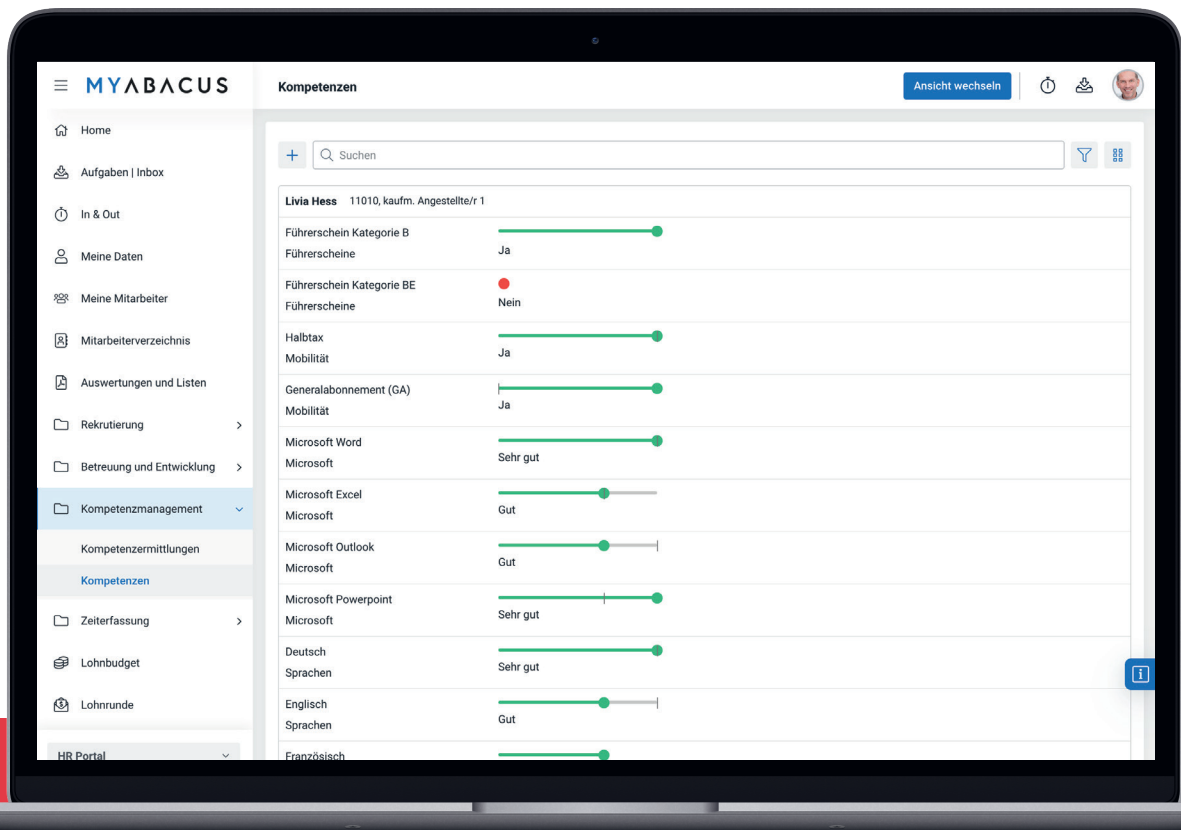 MYΛBΛCUS
Kompetenzen
Ansicht wechseln
Home
Aufgaben | Inbox
In & Out
Meine Daten
Meine Mitarbeiter
Mitarbeiterverzeichnis
Auswertungen und Listen
Rekrutierung
Betreuung und Entwicklung
Kompetenzmanagement
Kompetenzermittlungen
Kompetenzen
Zeiterfassung
Lohnbudget
Lohnrunde
HR Portal
Suchen
Livia Hess 11010, kaufm. Angestellte/r 1
Führerschein Kategorie B
Führerscheine
Ja
Führerschein Kategorie BE
Führerscheine
Nein
Halbtax
Mobilität
Ja
Generalabonnement (GA)
Mobilität
Ja
Microsoft Word
Microsoft
Sehr gut
Microsoft Excel
Microsoft
Gut
Microsoft Outlook
Microsoft
Gut
Microsoft Powerpoint
Microsoft
Sehr gut
Deutsch
Sprachen
Sehr gut
Englisch
Sprachen
Gut
Französisch